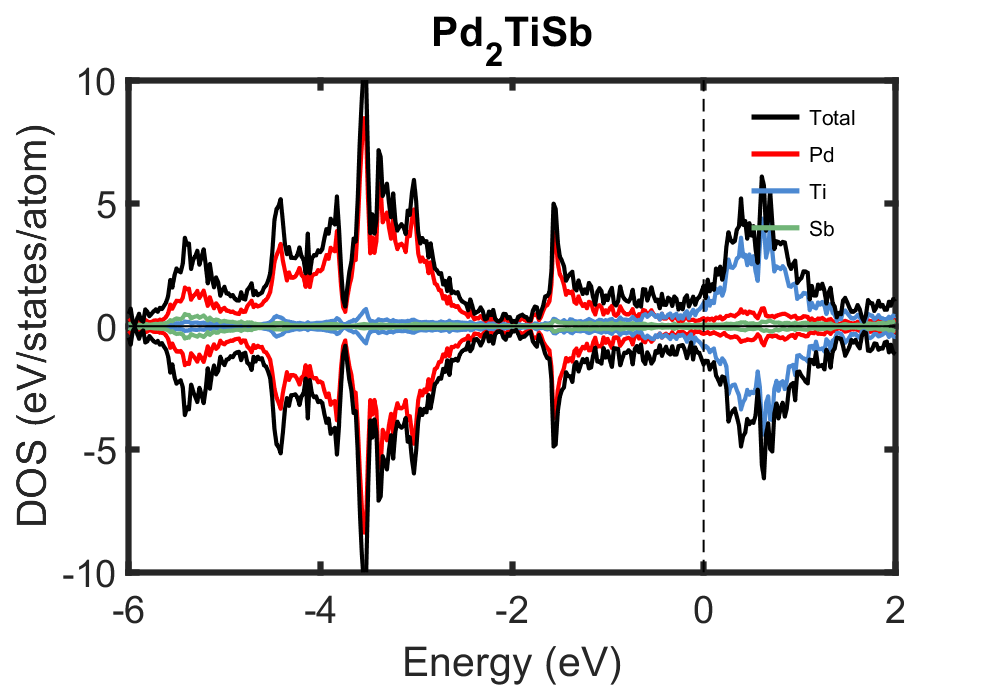 Pd2TiSb
10
5
0
-5
-10
DOS (eV/states/atom)
Total
Pd
Ti
Sb
-6
-4
-2
0
2
Energy (eV)